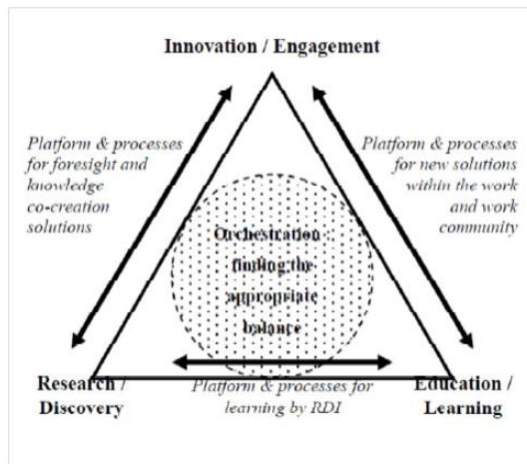 Innovation / Engagement
Platform & processes
for foresight and
knowledge
co-creation
solutions
Platform & processes
for new solutions
within the work
and work
community
Orchestration :
finding the
appropriate
balance
Research /
Discovery
Platform & processes for
learning by RDI
Education /
Learning